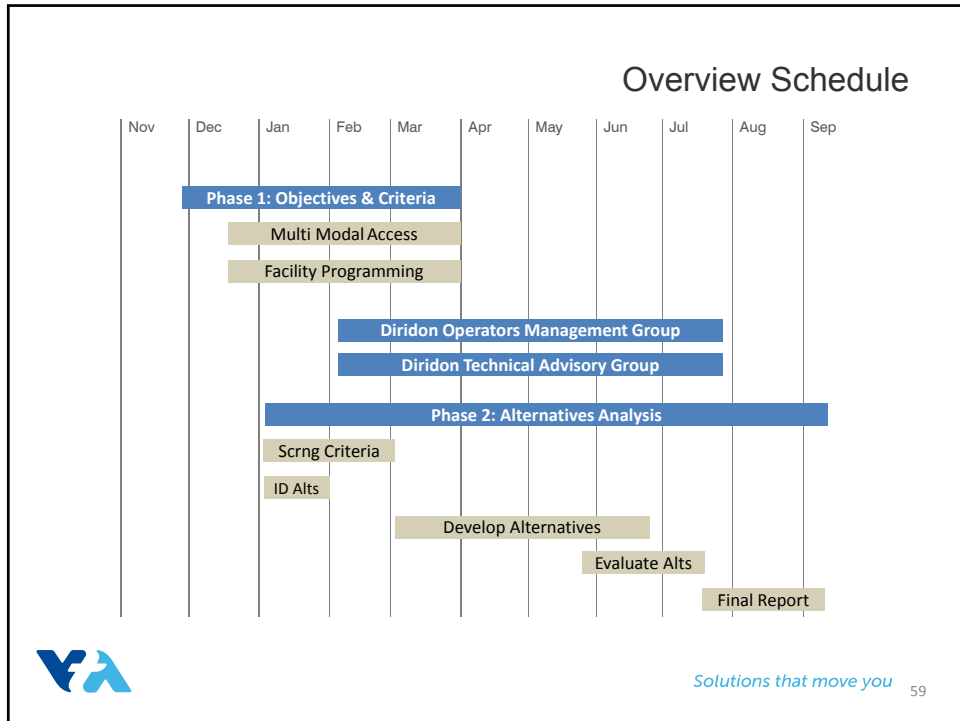 Overview Schedule
Nov Dec Jan Feb Mar Apr May Jun Jul Aug Sep
Phase 1: Objectives & Criteria
Multi Modal Access
Facility Programming
Diridon Operators Management Group
Diridon Technical Advisory Group
Phase 2: Alternatives Analysis
Scrng Criteria
ID Alts
Develop Alternatives
Evaluate Alts
Final Report
VTA
Solutions that move you 59